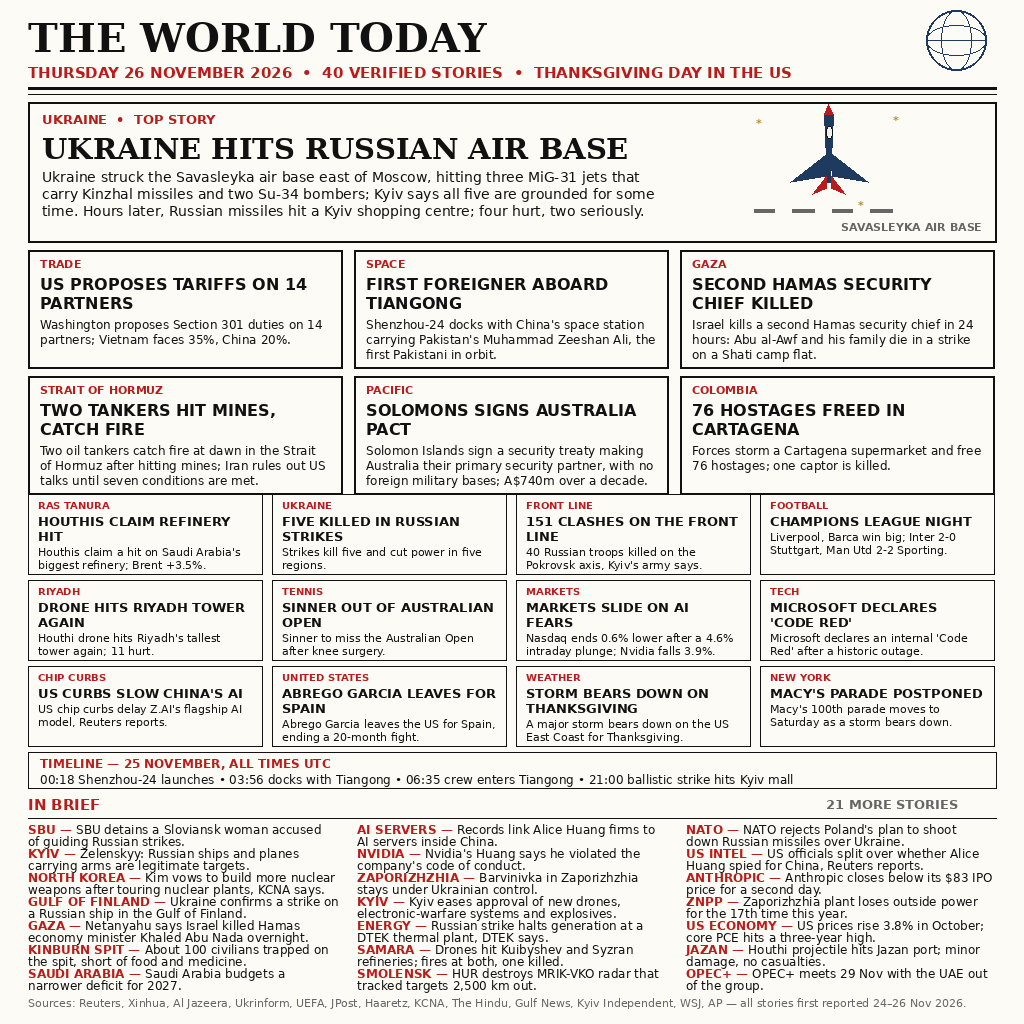 THE WORLD TODAY
THURSDAY 26 NOVEMBER 2026 • 40 VERIFIED STORIES • THANKSGIVING DAY IN THE US
UKRAINE • TOP STORY
UKRAINE HITS RUSSIAN AIR BASE
Ukraine struck the Savasleyka air base east of Moscow, hitting three MiG-31 jets that
carry Kinzhal missiles and two Su-34 bombers; Kyiv says all five are grounded for some
time. Hours later, Russian missiles hit a Kyiv shopping centre; four hurt, two seriously.
SAVASLEYKA AIR BASE
TRADE
US PROPOSES TARIFFS ON 14
PARTNERS
Washington proposes Section 301 duties on 14
partners; Vietnam faces 35%, China 20%.
SPACE
FIRST FOREIGNER ABOARD
TIANGONG
Shenzhou-24 docks with China's space station
carrying Pakistan's Muhammad Zeeshan Ali, the
first Pakistani in orbit.
GAZA
SECOND HAMAS SECURITY
CHIEF KILLED
Israel kills a second Hamas security chief in 24
hours: Abu al-Awf and his family die in a strike
on a Shati camp flat.
STRAIT OF HORMUZ
TWO TANKERS HIT MINES,
CATCH FIRE
Two oil tankers catch fire at dawn in the Strait
of Hormuz after hitting mines; Iran rules out US
talks until seven conditions are met.
PACIFIC
SOLOMONS SIGNS AUSTRALIA
PACT
Solomon Islands sign a security treaty making
Australia their primary security partner, with no
foreign military bases; A$740m over a decade.
COLOMBIA
76 HOSTAGES FREED IN
CARTAGENA
Forces storm a Cartagena supermarket and free
76 hostages; one captor is killed.
RAS TANURA
HOUTHIS CLAIM REFINERY
HIT
Houthis claim a hit on Saudi Arabia's
biggest refinery; Brent +3.5%.
UKRAINE
FIVE KILLED IN RUSSIAN
STRIKES
Strikes kill five and cut power in five
regions.
FRONT LINE
151 CLASHES ON THE FRONT
LINE
40 Russian troops killed on the
Pokrovsk axis, Kyiv's army says.
FOOTBALL
CHAMPIONS LEAGUE NIGHT
Liverpool, Barca win big; Inter 2-0
Stuttgart, Man Utd 2-2 Sporting.
RIYADH
DRONE HITS RIYADH TOWER
AGAIN
Houthi drone hits Riyadh's tallest
tower again; 11 hurt.
TENNIS
SINNER OUT OF AUSTRALIAN
OPEN
Sinner to miss the Australian Open
after knee surgery.
MARKETS
MARKETS SLIDE ON AI
FEARS
Nasdaq ends 0.6% lower after a 4.6%
intraday plunge; Nvidia falls 3.9%.
TECH
MICROSOFT DECLARES
'CODE RED'
Microsoft declares an internal 'Code
Red' after a historic outage.
CHIP CURBS
US CURBS SLOW CHINA'S AI
US chip curbs delay Z.AI's flagship AI
model, Reuters reports.
UNITED STATES
ABREGO GARCIA LEAVES FOR
SPAIN
Abrego Garcia leaves the US for Spain,
ending a 20-month fight.
WEATHER
STORM BEARS DOWN ON
THANKSGIVING
A major storm bears down on the US
East Coast for Thanksgiving.
NEW YORK
MACY'S PARADE POSTPONED
Macy's 100th parade moves to
Saturday as a storm bears down.
TIMELINE — 25 NOVEMBER, ALL TIMES UTC
00:18 Shenzhou-24 launches • 03:56 docks with Tiangong • 06:35 crew enters Tiangong • 21:00 ballistic strike hits Kyiv mall
IN BRIEF
21 MORE STORIES
SBU — SBU detains a Sloviansk woman accused
of guiding Russian strikes.
KYIV — Zelenskyy: Russian ships and planes
carrying arms are legitimate targets.
NORTH KOREA — Kim vows to build more nuclear
weapons after touring nuclear plants, KCNA says.
GULF OF FINLAND — Ukraine confirms a strike on
a Russian ship in the Gulf of Finland.
GAZA — Netanyahu says Israel killed Hamas
economy minister Khaled Abu Nada overnight.
KINBURN SPIT — About 100 civilians trapped on
the spit, short of food and medicine.
SAUDI ARABIA — Saudi Arabia budgets a
narrower deficit for 2027.
AI SERVERS — Records link Alice Huang firms to
AI servers inside China.
NVIDIA — Nvidia's Huang says he violated the
company's code of conduct.
ZAPORIZHZHIA — Barvinivka in Zaporizhzhia
stays under Ukrainian control.
KYIV — Kyiv eases approval of new drones,
electronic-warfare systems and explosives.
ENERGY — Russian strike halts generation at a
DTEK thermal plant, DTEK says.
SAMARA — Drones hit Kuibyshev and Syzran
refineries; fires at both, one killed.
SMOLENSK — HUR destroys MRIK-VKO radar that
tracked targets 2,500 km out.
NATO — NATO rejects Poland's plan to shoot
down Russian missiles over Ukraine.
US INTEL — US officials split over whether Alice
Huang spied for China, Reuters reports.
ANTHROPIC — Anthropic closes below its $83 IPO
price for a second day.
ZNPP — Zaporizhzhia plant loses outside power
for the 17th time this year.
US ECONOMY — US prices rise 3.8% in October;
core PCE hits a three-year high.
JAZAN — Houthi projectile hits Jazan port; minor
damage, no casualties.
OPEC+ — OPEC+ meets 29 Nov with the UAE out
of the group.
Sources: Reuters, Xinhua, Al Jazeera, Ukrinform, UEFA, JPost, Haaretz, KCNA, The Hindu, Gulf News, Kyiv Independent, WSJ, AP — all stories first reported 24–26 Nov 2026.